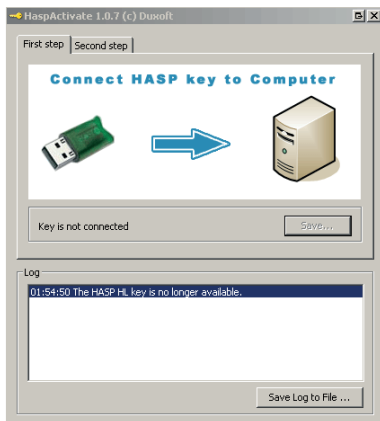 HaspActivate 1.0.7 (c) Duxoft
First step
Second step
Connect HASP key to Computer
Key is not connected
Save...
Log
01:54:50 The HASP HL key is no longer available.
Save Log to File ...